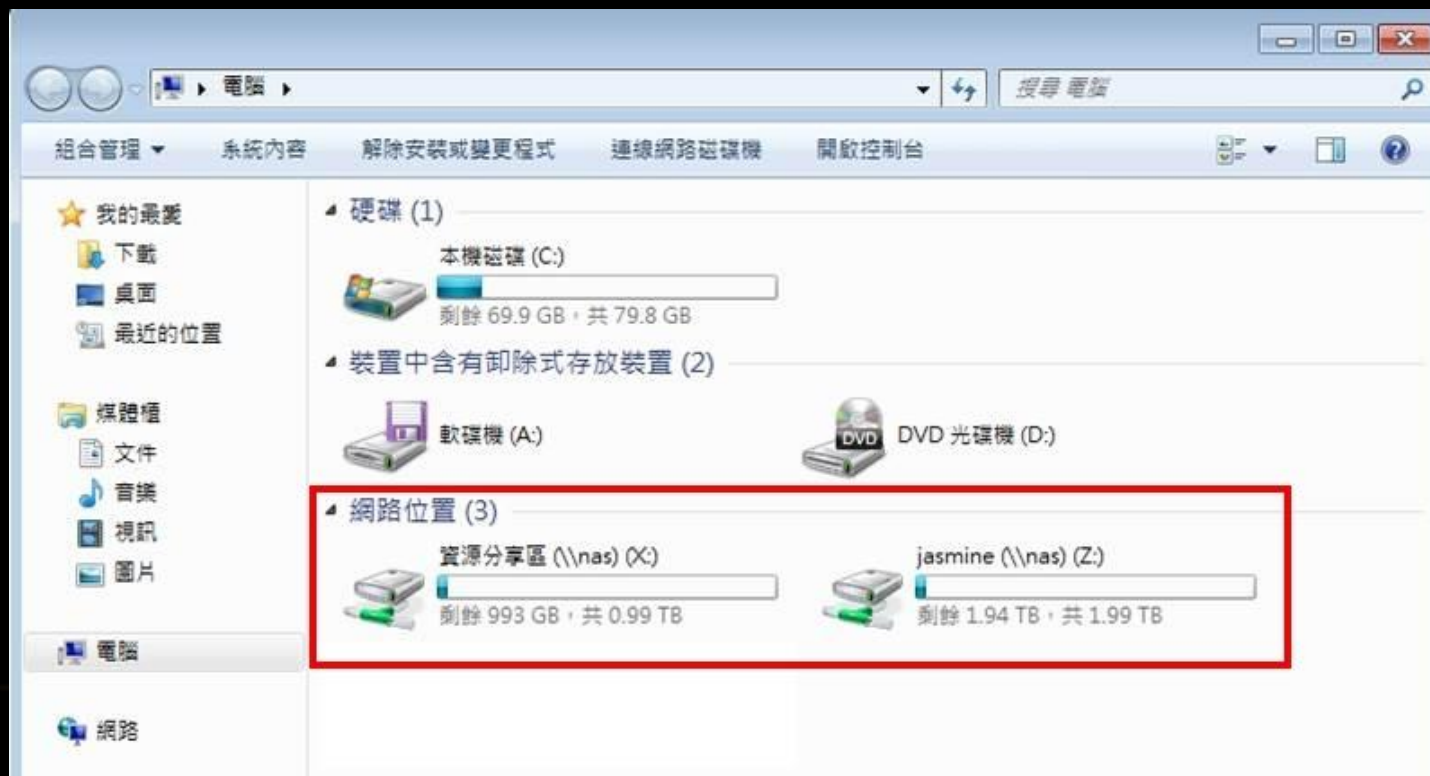 電腦
搜尋 電腦
組合管理 系統內容 解除安裝或變更程式 連線網路磁碟機 開啟控制台
我的最愛
下載
桌面
最近的位置
媒體櫃
文件
音樂
視訊
圖片
電腦
網路
硬碟 (1)
本機磁碟 (C:)
剩餘 69.9 GB，共 79.8 GB
裝置中含有卸除式存放裝置 (2)
軟碟機 (A:)
DVD
DVD 光碟機 (D:)
網路位置 (3)
資源分享區 (\\nas) (X:)
剩餘 993 GB，共 0.99 TB
jasmine (\\nas) (Z:)
剩餘 1.94 TB，共 1.99 TB